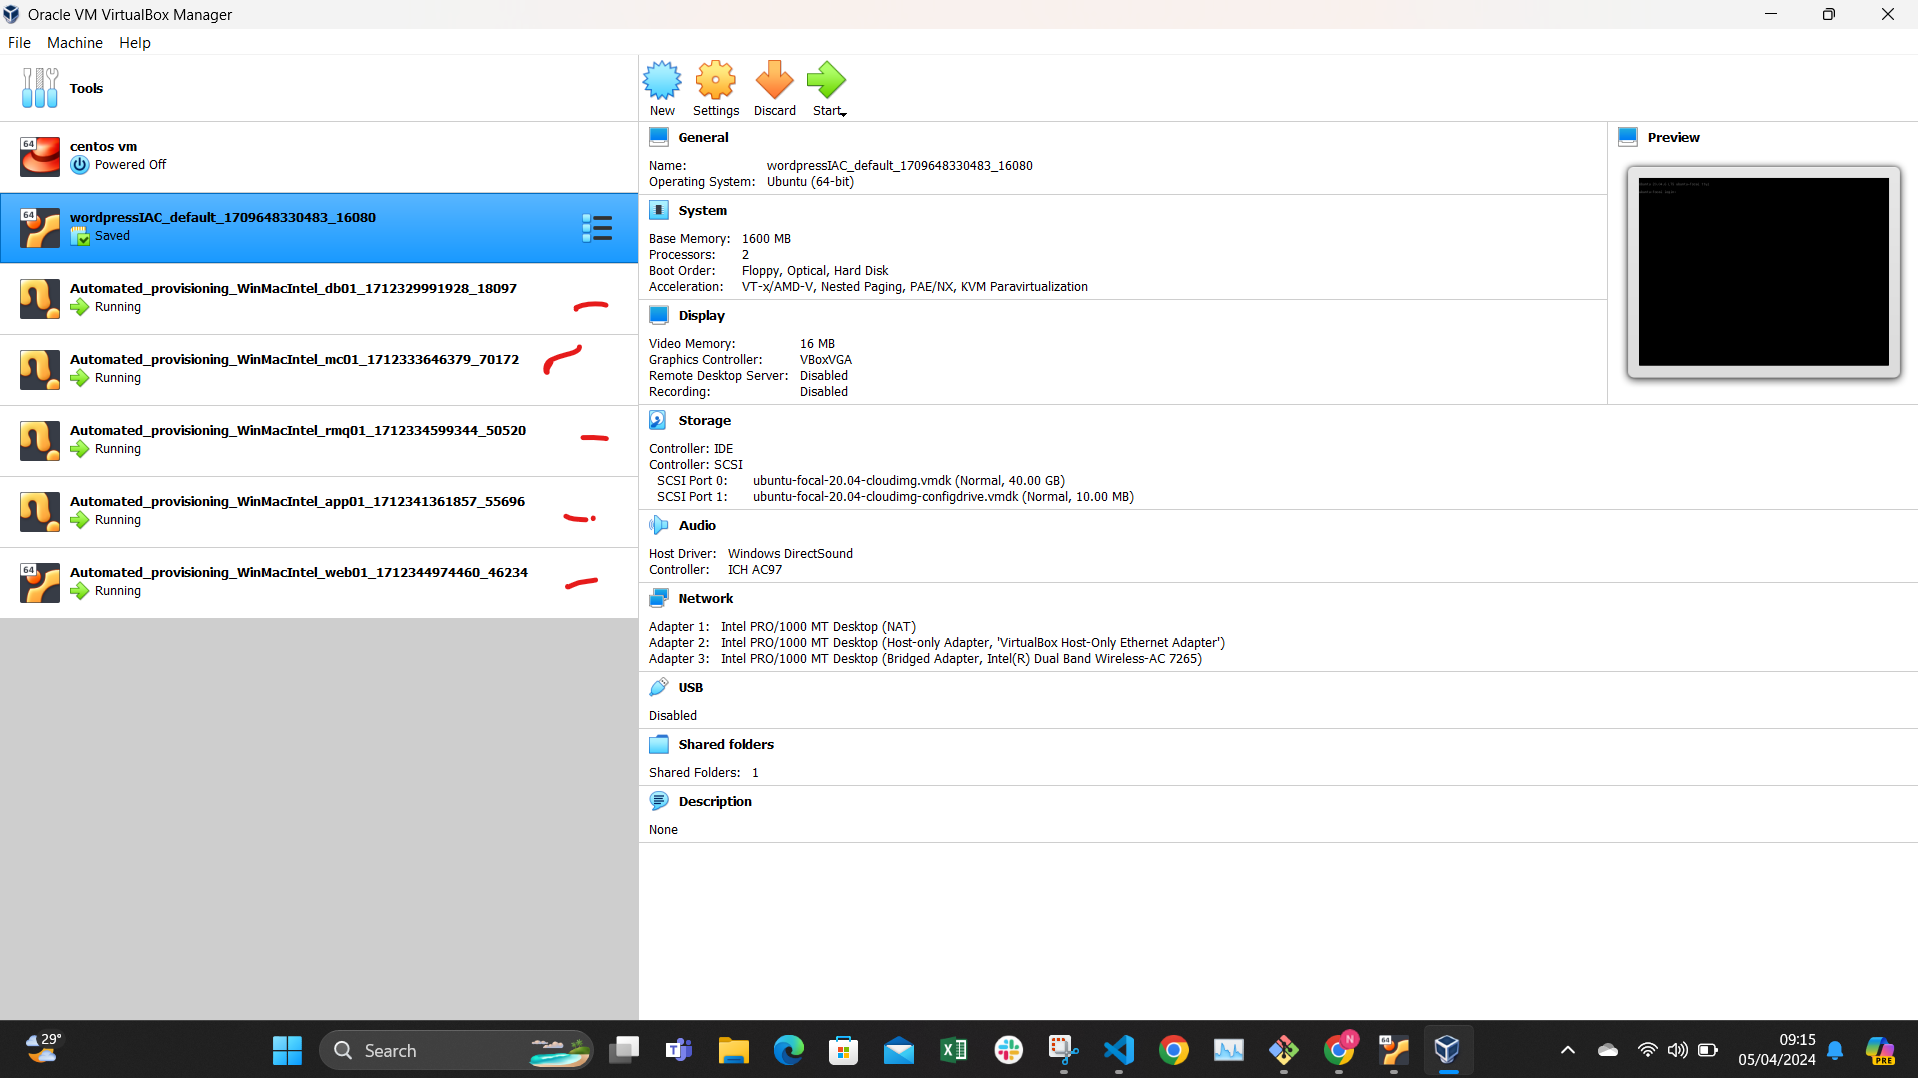 Oracle VM VirtualBox Manager
File Machine Help
Tools
New Settings Discard Start
64 centos vm
Powered Off
64 wordpressIAC_default_1709648330483_16080
Saved
Automated_provisioning_WinMacIntel_db01_1712329991928_18097
Running
Automated_provisioning_WinMacIntel_mc01_1712333646379_70172
Running
Automated_provisioning_WinMacIntel_rmq01_1712334599344_50520
Running
Automated_provisioning_WinMacIntel_app01_1712341361857_55696
Running
64 Automated_provisioning_WinMacIntel_web01_1712344974460_46234
Running
General
Name: wordpressIAC_default_1709648330483_16080
Operating System: Ubuntu (64-bit)
System
Base Memory: 1600 MB
Processors: 2
Boot Order: Floppy, Optical, Hard Disk
Acceleration: VT-x/AMD-V, Nested Paging, PAE/NX, KVM Paravirtualization
Display
Video Memory: 16 MB
Graphics Controller: VBoxVGA
Remote Desktop Server: Disabled
Recording: Disabled
Storage
Controller: IDE
Controller: SCSI
SCSI Port 0: ubuntu-focal-20.04-cloudimg.vmdk (Normal, 40.00 GB)
SCSI Port 1: ubuntu-focal-20.04-cloudimg-configdrive.vmdk (Normal, 10.00 MB)
Audio
Host Driver: Windows DirectSound
Controller: ICH AC97
Network
Adapter 1: Intel PRO/1000 MT Desktop (NAT)
Adapter 2: Intel PRO/1000 MT Desktop (Host-only Adapter, 'VirtualBox Host-Only Ethernet Adapter')
Adapter 3: Intel PRO/1000 MT Desktop (Bridged Adapter, Intel(R) Dual Band Wireless-AC 7265)
USB
Disabled
Shared folders
Shared Folders: 1
Description
None
Preview
29°
Search
N
64
09:15
05/04/2024
PRE